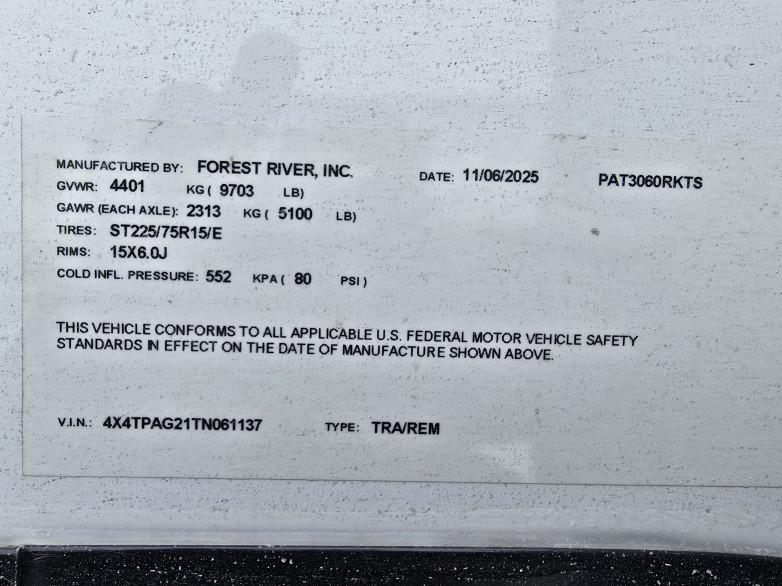 MANUFACTURED BY: FOREST RIVER, INC. DATE: 11/06/2025 PAT3060RKTS
GVWR: 4401 KG ( 9703 LB)
GAWR (EACH AXLE): 2313 KG ( 5100 LB)
TIRES: ST225/75R15/E
RIMS: 15X6.0J
COLD INFL. PRESSURE: 552 KPA ( 80 PSI )
THIS VEHICLE CONFORMS TO ALL APPLICABLE U.S. FEDERAL MOTOR VEHICLE SAFETY
STANDARDS IN EFFECT ON THE DATE OF MANUFACTURE SHOWN ABOVE.
V.I.N.: 4X4TPAG21TN061137 TYPE: TRA/REM